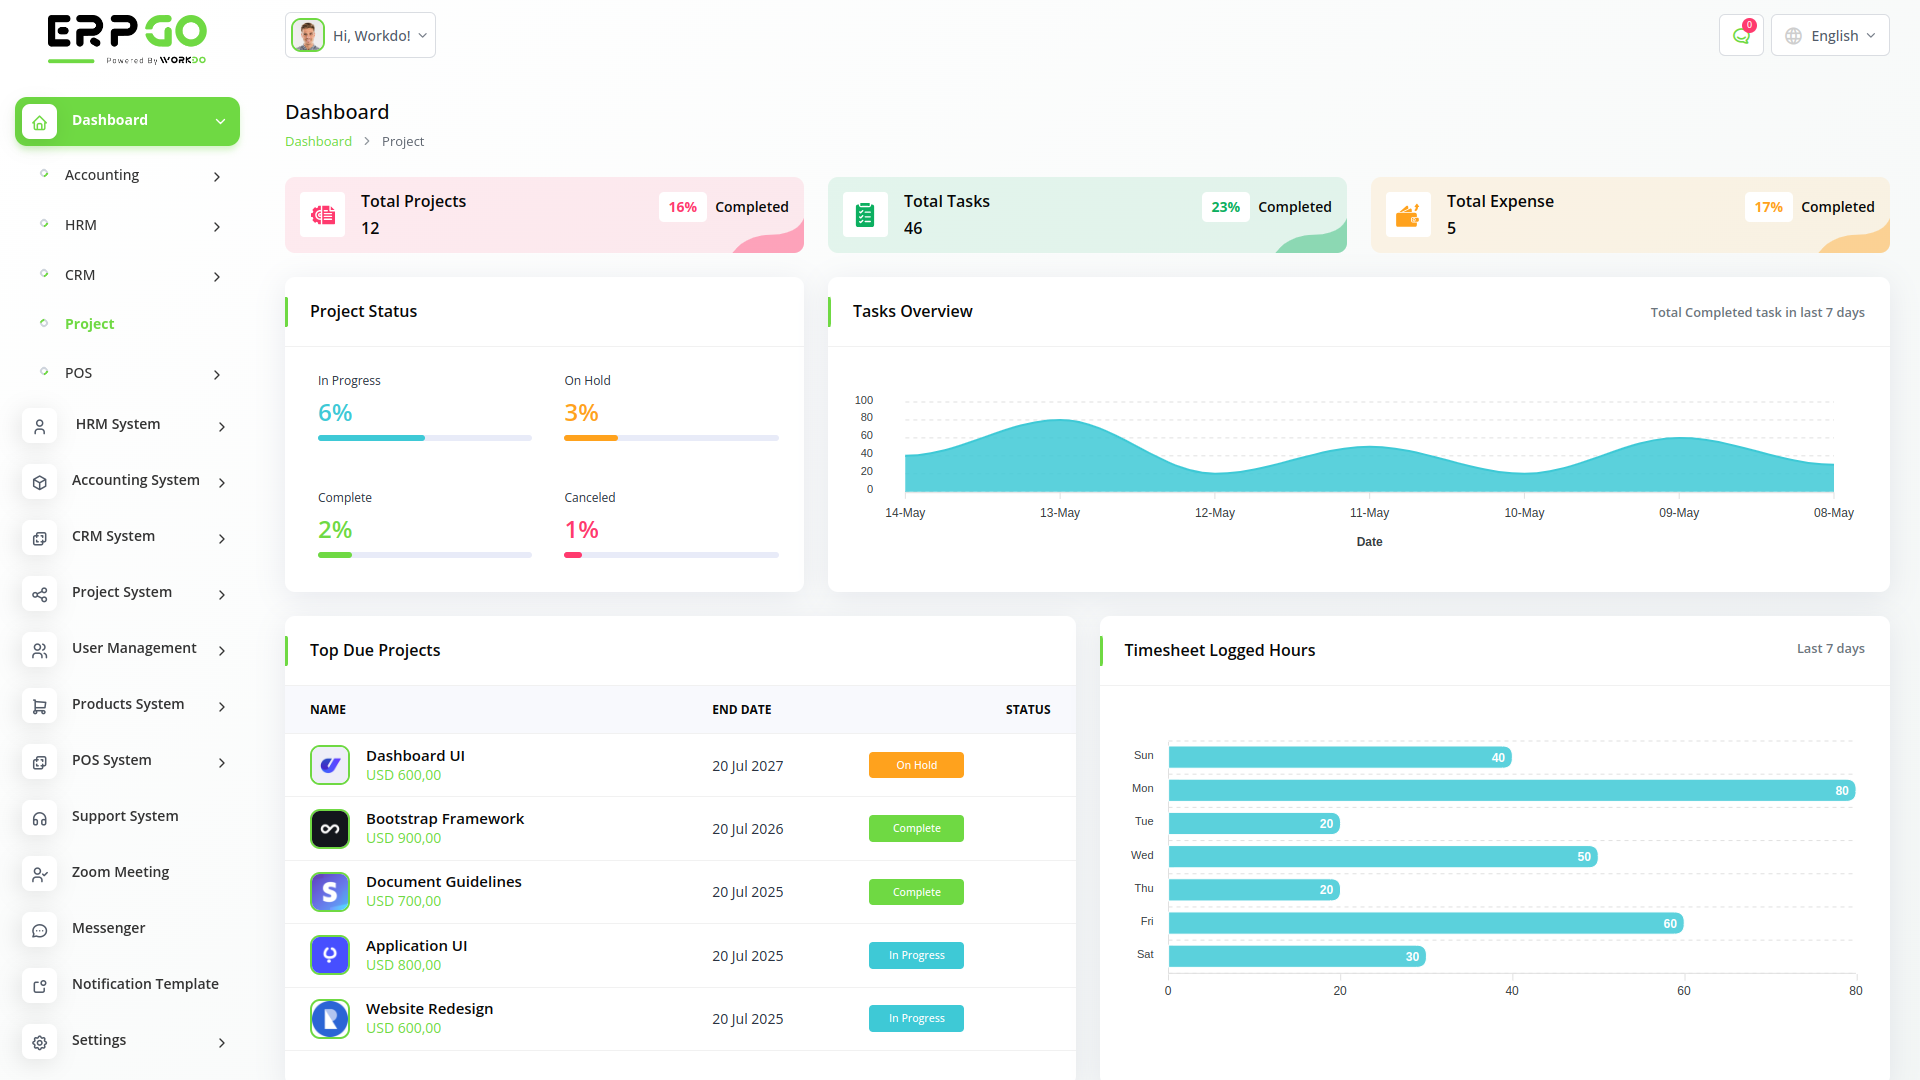 ERPGO
Powered By WORKDO
Hi, Workdo!
0
English
Dashboard
Accounting
HRM
CRM
Project
POS
HRM System
Accounting System
CRM System
Project System
User Management
Products System
POS System
Support System
Zoom Meeting
Messenger
Notification Template
Settings
Dashboard
Dashboard > Project
Total Projects
12
16% Completed
Total Tasks
46
23% Completed
Total Expense
5
17% Completed
Project Status
In Progress
6%
On Hold
3%
Complete
2%
Canceled
1%
Tasks Overview
Total Completed task in last 7 days
100
80
60
40
20
0
14-May 13-May 12-May 11-May 10-May 09-May 08-May
Date
Top Due Projects
NAME END DATE STATUS
Dashboard UI
USD 600,00
20 Jul 2027
On Hold
Bootstrap Framework
USD 900,00
20 Jul 2026
Complete
S
Document Guidelines
USD 700,00
20 Jul 2025
Complete
Application UI
USD 800,00
20 Jul 2025
In Progress
R
Website Redesign
USD 600,00
20 Jul 2025
In Progress
Timesheet Logged Hours
Last 7 days
Sun 40
Mon 80
Tue 20
Wed 50
Thu 20
Fri 60
Sat 30
0 20 40 60 80